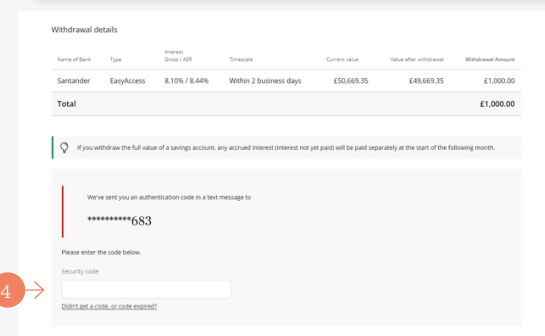 Withdrawal details
Interest
Name of Bank Type Gross / AER Timescale Current value Value after withdrawal Withdrawal Amount
Santander EasyAccess 8.10% / 8.44% Within 2 business days £50,669.35 £49,669.35 £1,000.00
Total £1,000.00
If you withdraw the full value of a savings account, any accrued interest (interest not yet paid) will be paid separately at the start of the following month.
We've sent you an authentication code in a text message to
**********683
Please enter the code below.
Security code
4
Didn't get a code, or code expired?